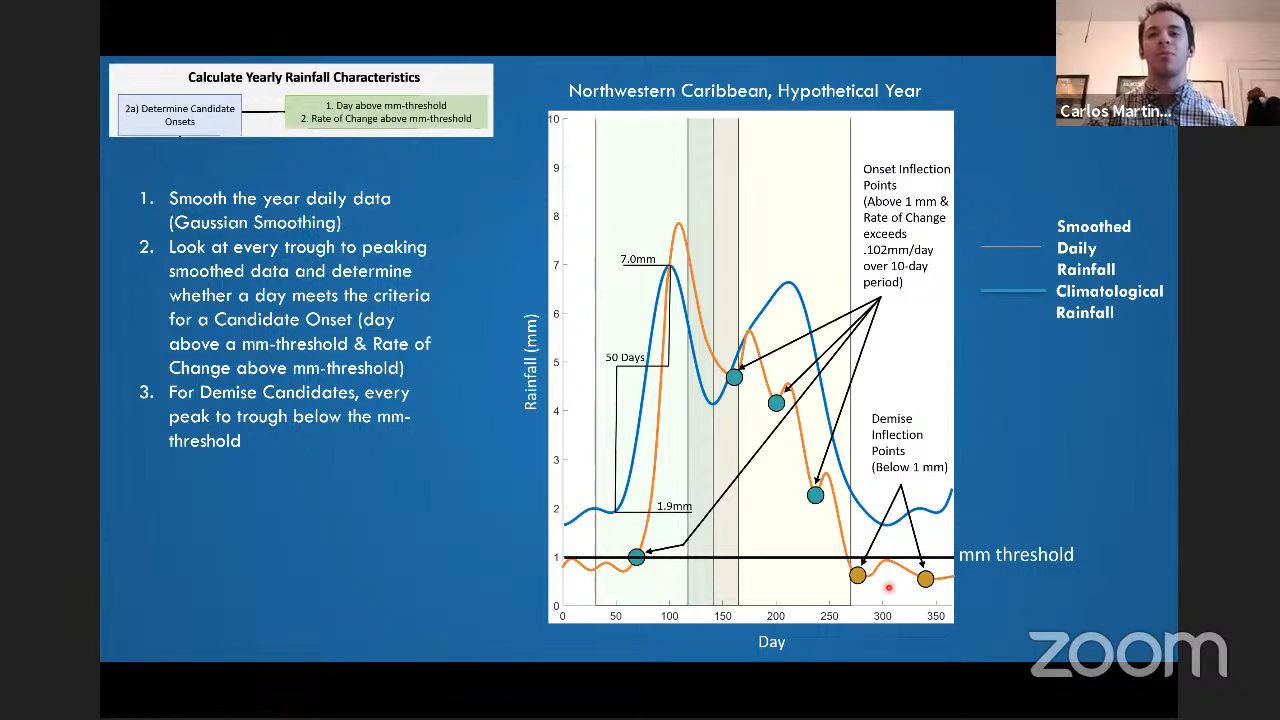 Calculate Yearly Rainfall Characteristics
2a) Determine Candidate
Onsets
1. Day above mm-threshold
2. Rate of Change above mm-threshold
1. Smooth the year daily data
(Gaussian Smoothing)
2. Look at every trough to peaking
smoothed data and determine
whether a day meets the criteria
for a Candidate Onset (day
above a mm-threshold & Rate of
Change above mm-threshold)
3. For Demise Candidates, every
peak to trough below the mm-
threshold
Northwestern Caribbean, Hypothetical Year
Rainfall (mm)
10
9
8
7
6
5
4
3
2
1
0
7.0mm
50 Days
1.9mm
Onset Inflection
Points
(Above 1 mm &
Rate of Change
exceeds
.102mm/day
over 10-day
period)
Demise
Inflection
Points
(Below 1 mm)
mm threshold
0 50 100 150 200 250 300 350
Day
Smoothed
Daily
Rainfall
Climatological
Rainfall
Carlos Martin...
zoom